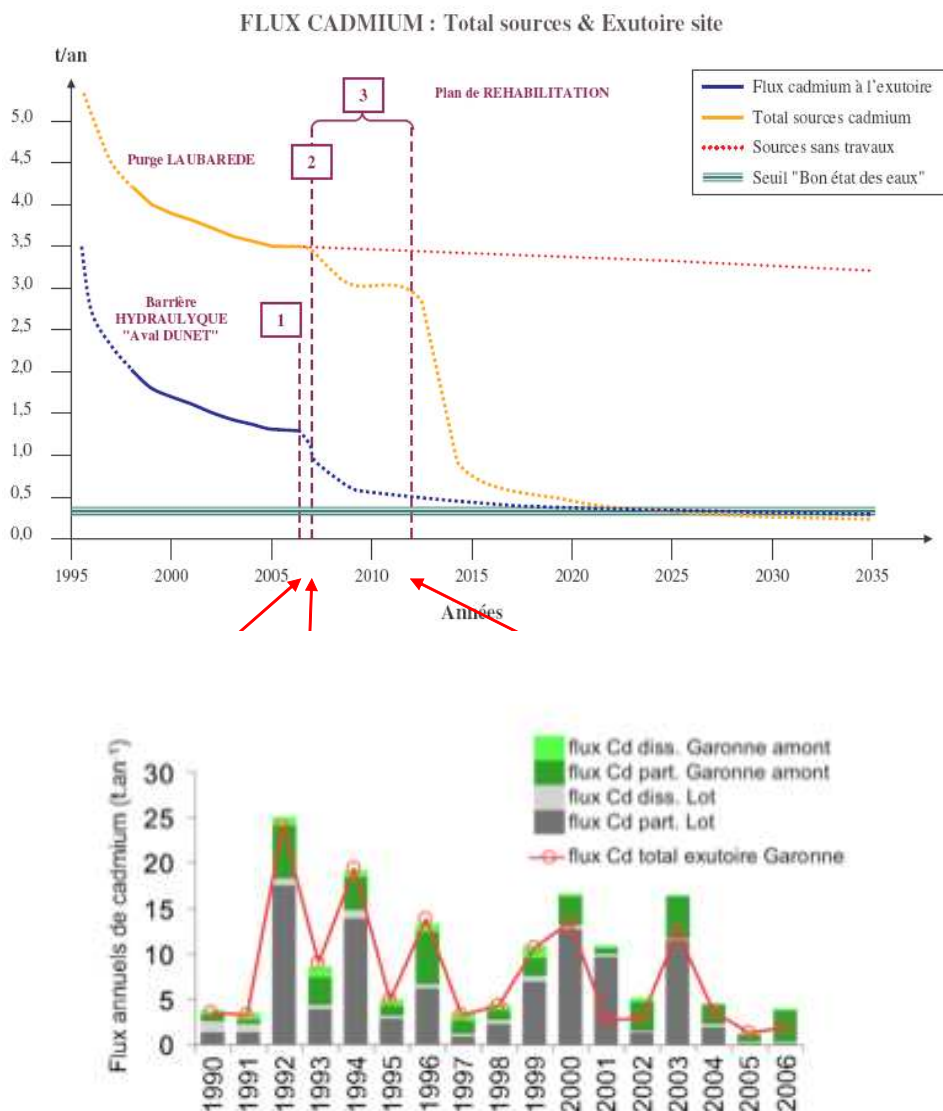 FLUX CADMIUM : Total sources & Exutoire site
t/an
5,0
4,5
4,0
3,5
3,0
2,5
2,0
1,5
1,0
0,5
0,0
Purge LAUBAREDE
Barrière
HYDRAULYQUE
"Aval DUNET"
1
2
3
Plan de REHABILITATION
Flux cadmium à l'exutoire
Total sources cadmium
Sources sans travaux
Seuil "Bon état des eaux"
1995 2000 2005 2010 2015 2020 2025 2030 2035
Années
Flux annuels de cadmium (t.an⁻¹)
30
25
20
15
10
5
0
flux Cd diss. Garonne amont
flux Cd part. Garonne amont
flux Cd diss. Lot
flux Cd part. Lot
flux Cd total exutoire Garonne
1990 1991 1992 1993 1994 1995 1996 1997 1998 1999 2000 2001 2002 2003 2004 2005 2006